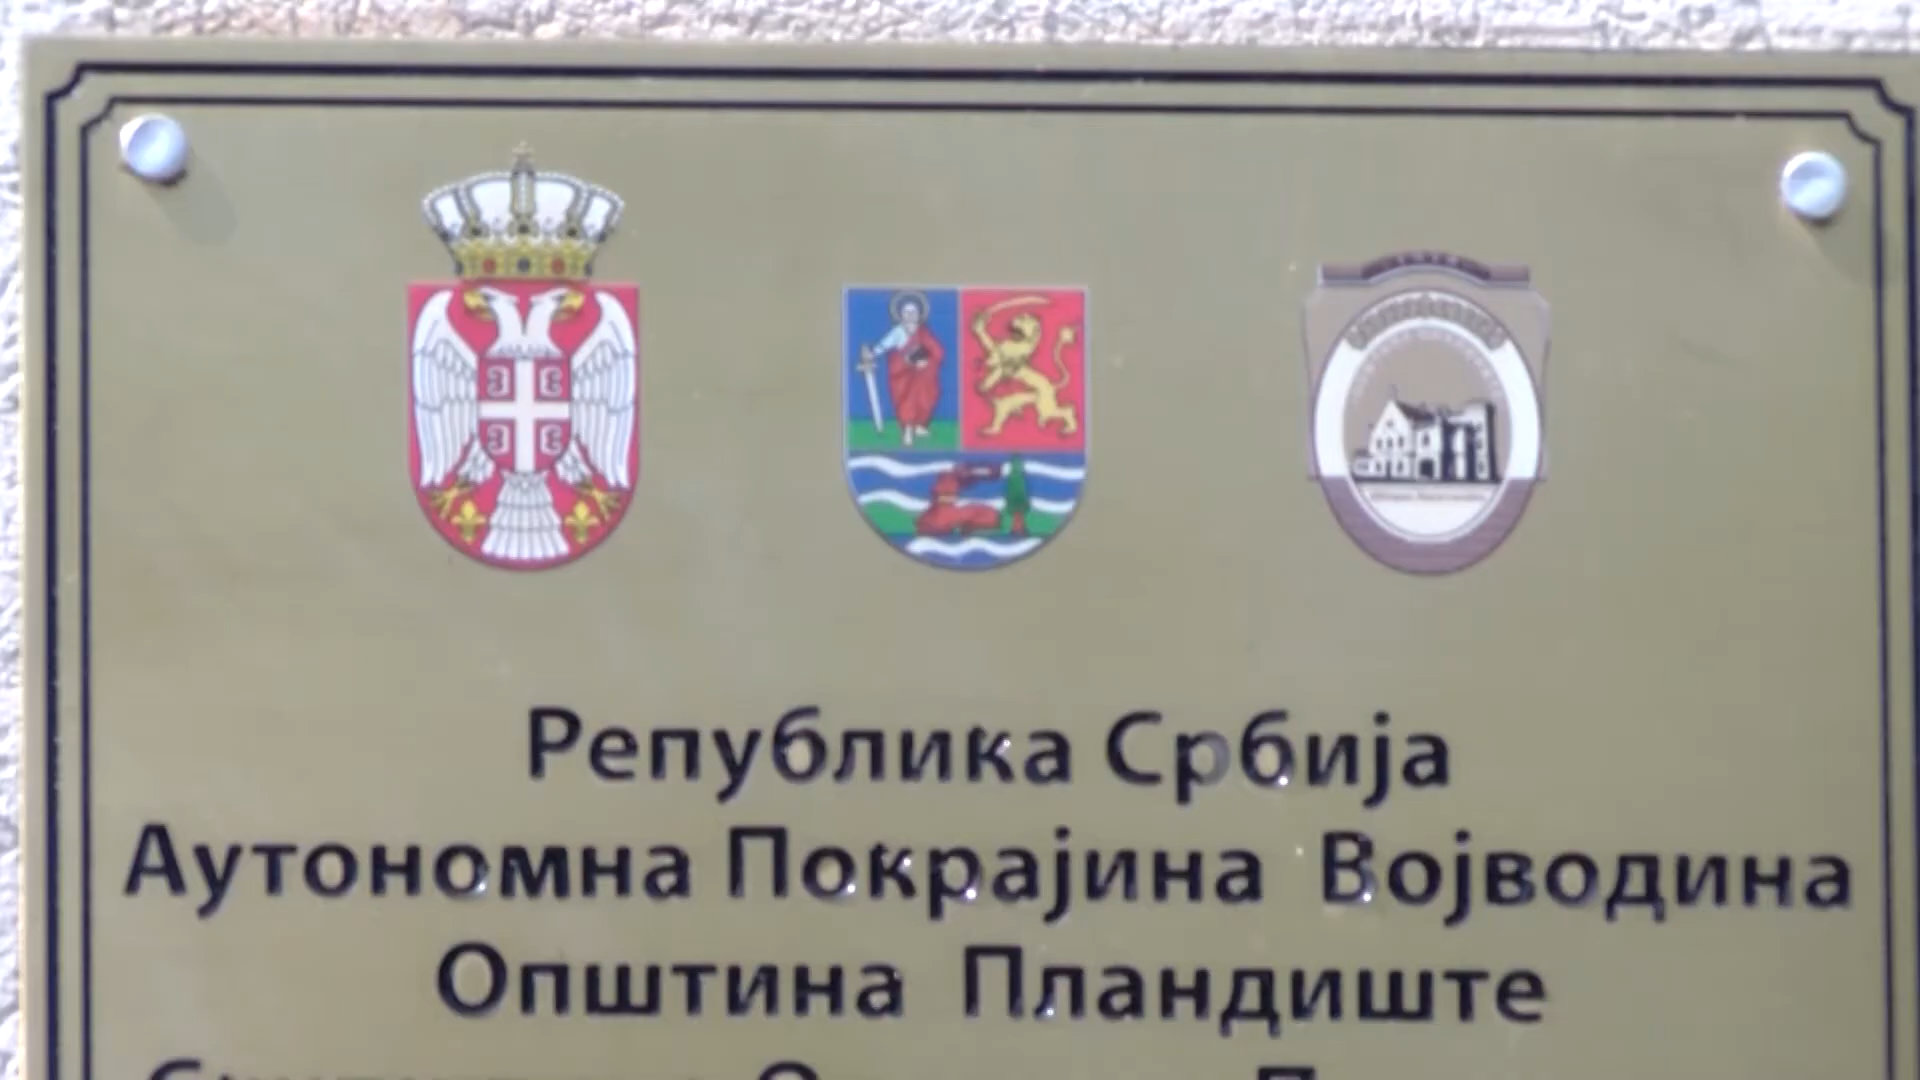 Република Србија
Аутономна Покрајина Војводина
Општина Пландиште